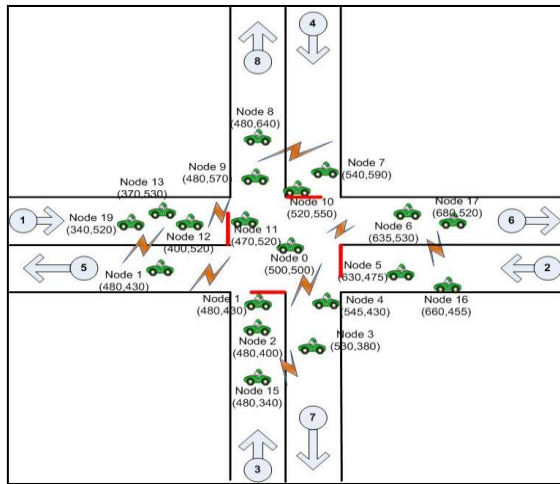 4
8
Node 8
(480,640)
Node 9
(480,570)
Node 7
(540,590)
Node 13
(370,530)
Node 10
(520,550)
Node 17
(680,520)
1
Node 19
(340,520)
Node 12
(400,520)
Node 11
(470,520)
Node 6
(635,530)
6
Node 0
(500,500)
5
Node 1
(480,430)
Node 5
(630,475)
2
Node 1
(480,430)
Node 4
(545,430)
Node 16
(660,455)
Node 2
(480,400)
Node 3
(530,380)
Node 15
(480,340)
7
3